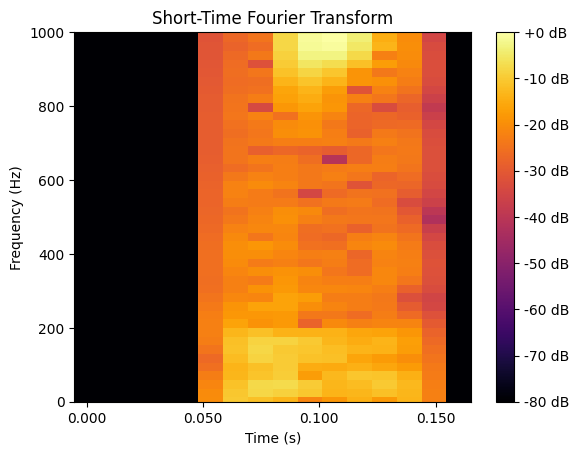 Short-Time Fourier Transform
Frequency (Hz)
1000
800
600
400
200
0
0.000
0.050
0.100
0.150
Time (s)
+0 dB
-10 dB
-20 dB
-30 dB
-40 dB
-50 dB
-60 dB
-70 dB
-80 dB